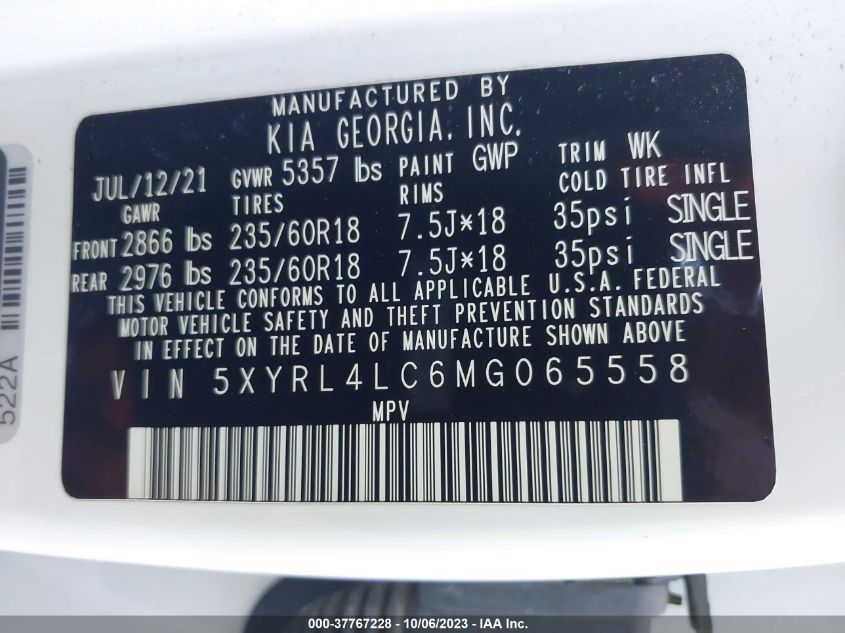 MANUFACTURED BY
KIA GEORGIA, INC.
JUL/12/21 GVWR 5357 lbs PAINT GWP TRIM WK
GAWR TIRES RIMS COLD TIRE INFL
FRONT 2866 lbs 235/60R18 7.5J*18 35psi SINGLE
REAR 2976 lbs 235/60R18 7.5J*18 35psi SINGLE
THIS VEHICLE CONFORMS TO ALL APPLICABLE U.S.A. FEDERAL
MOTOR VEHICLE SAFETY AND THEFT PREVENTION STANDARDS
IN EFFECT ON THE DATE OF MANUFACTURE SHOWN ABOVE
VIN 5XYRL4LC6MG065558
MPV
522A
000-37767228 - 10/06/2023 - IAA Inc.